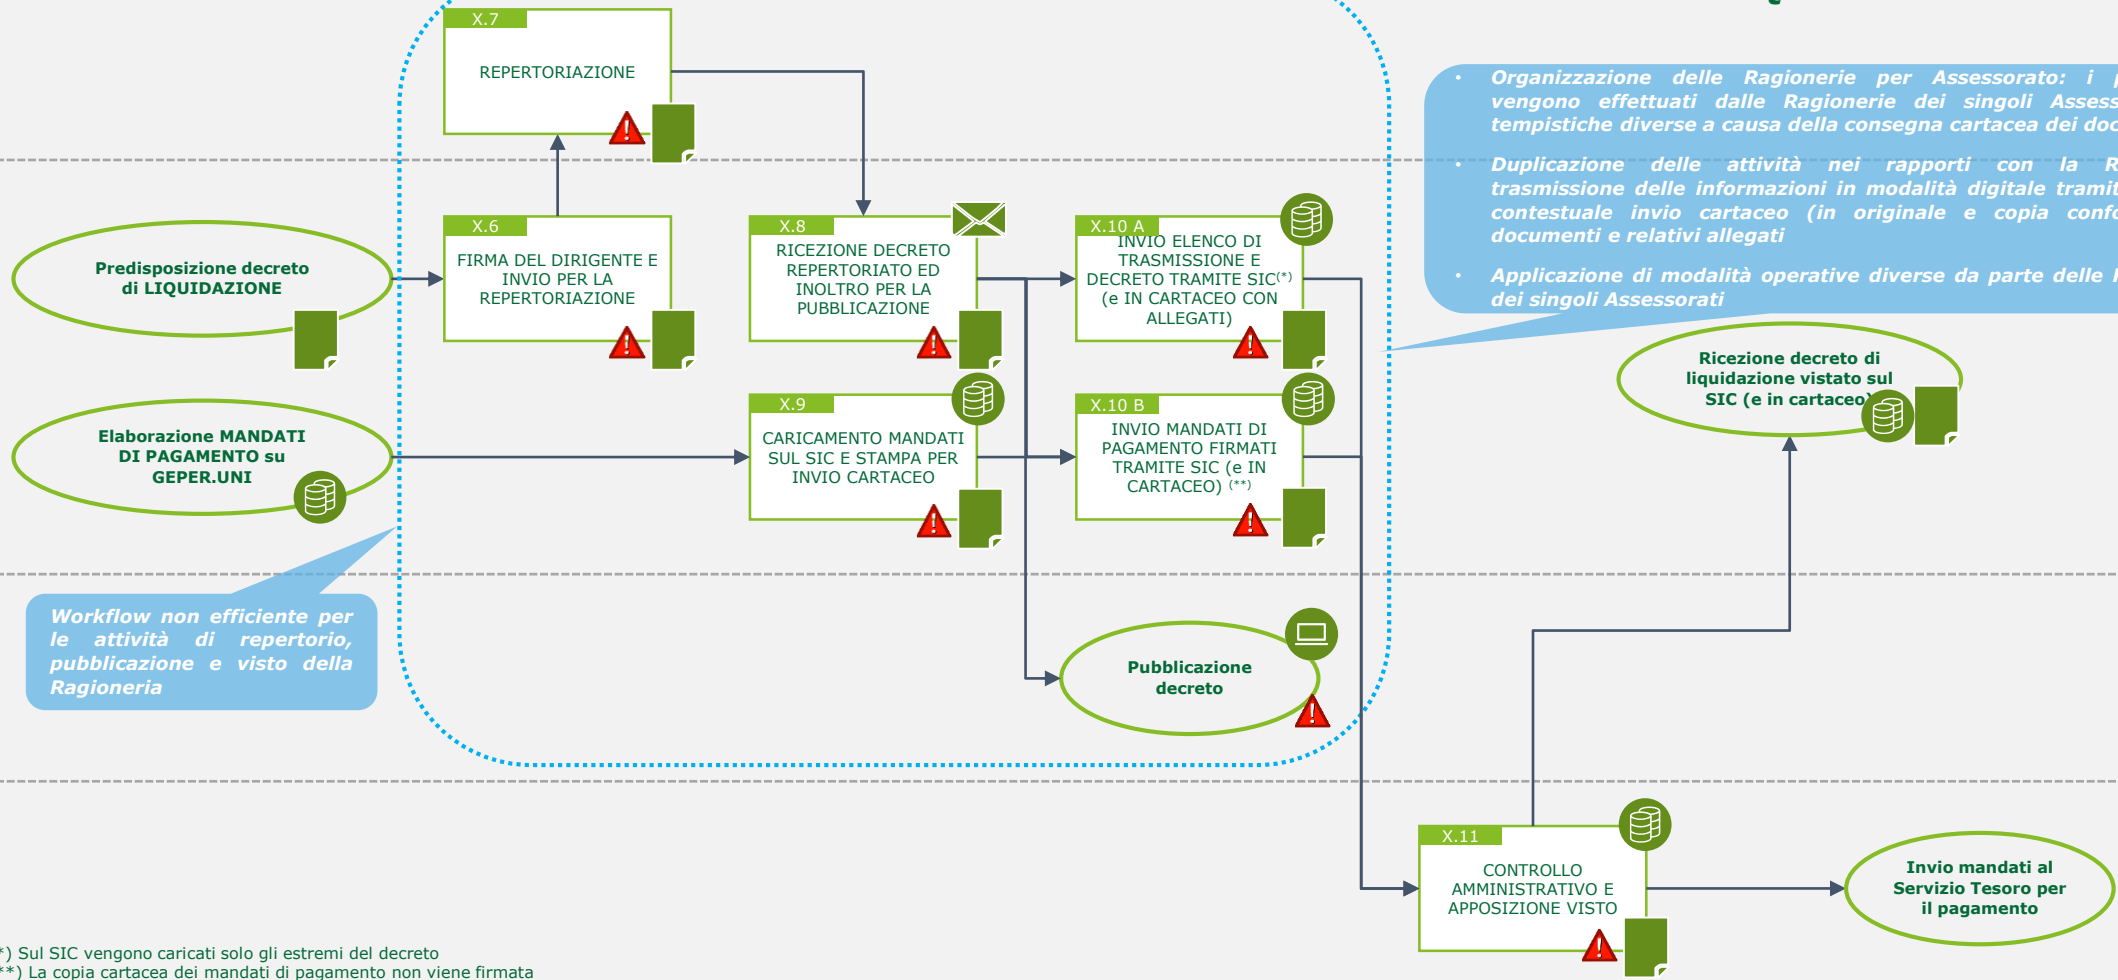 X.7
REPERTORIAZIONE
Organizzazione delle Ragionerie per Assessorato: i
vengono effettuati dalle Ragionerie dei singoli
tempistiche diverse a causa della consegna cartacea dei
Duplicazione delle attività nei rapporti con la
trasmissione delle informazioni in modalità digitale
contestuale invio cartaceo (in originale e copia
documenti e relativi allegati
Applicazione di modalità operative diverse da parte delle
dei singoli Assessorati
Predisposizione decreto
di LIQUIDAZIONE
X.6
FIRMA DEL DIRIGENTE E
INVIO PER LA
REPERTORIAZIONE
X.8
RICEZIONE DECRETO
REPERTORIATO ED
INOLTRO PER LA
PUBBLICAZIONE
X.10 A
INVIO ELENCO DI
TRASMISSIONE E
DECRETO TRAMITE SIC(*)
(e IN CARTACEO CON
ALLEGATI)
Ricezione decreto di
liquidazione vistato sul
SIC (e in cartaceo)
Elaborazione MANDATI
DI PAGAMENTO su
GEPER.UNI
X.9
CARICAMENTO MANDATI
SUL SIC E STAMPA PER
INVIO CARTACEO
X.10 B
INVIO MANDATI DI
PAGAMENTO FIRMATI
TRAMITE SIC (e IN
CARTACEO) (**)
Workflow non efficiente per
le attività di repertorio,
pubblicazione e visto della
Ragioneria
Pubblicazione
decreto
X.11
CONTROLLO
AMMINISTRATIVO E
APPOSIZIONE VISTO
Invio mandati al
Servizio Tesoro per
il pagamento
*) Sul SIC vengono caricati solo gli estremi del decreto
**) La copia cartacea dei mandati di pagamento non viene firmata